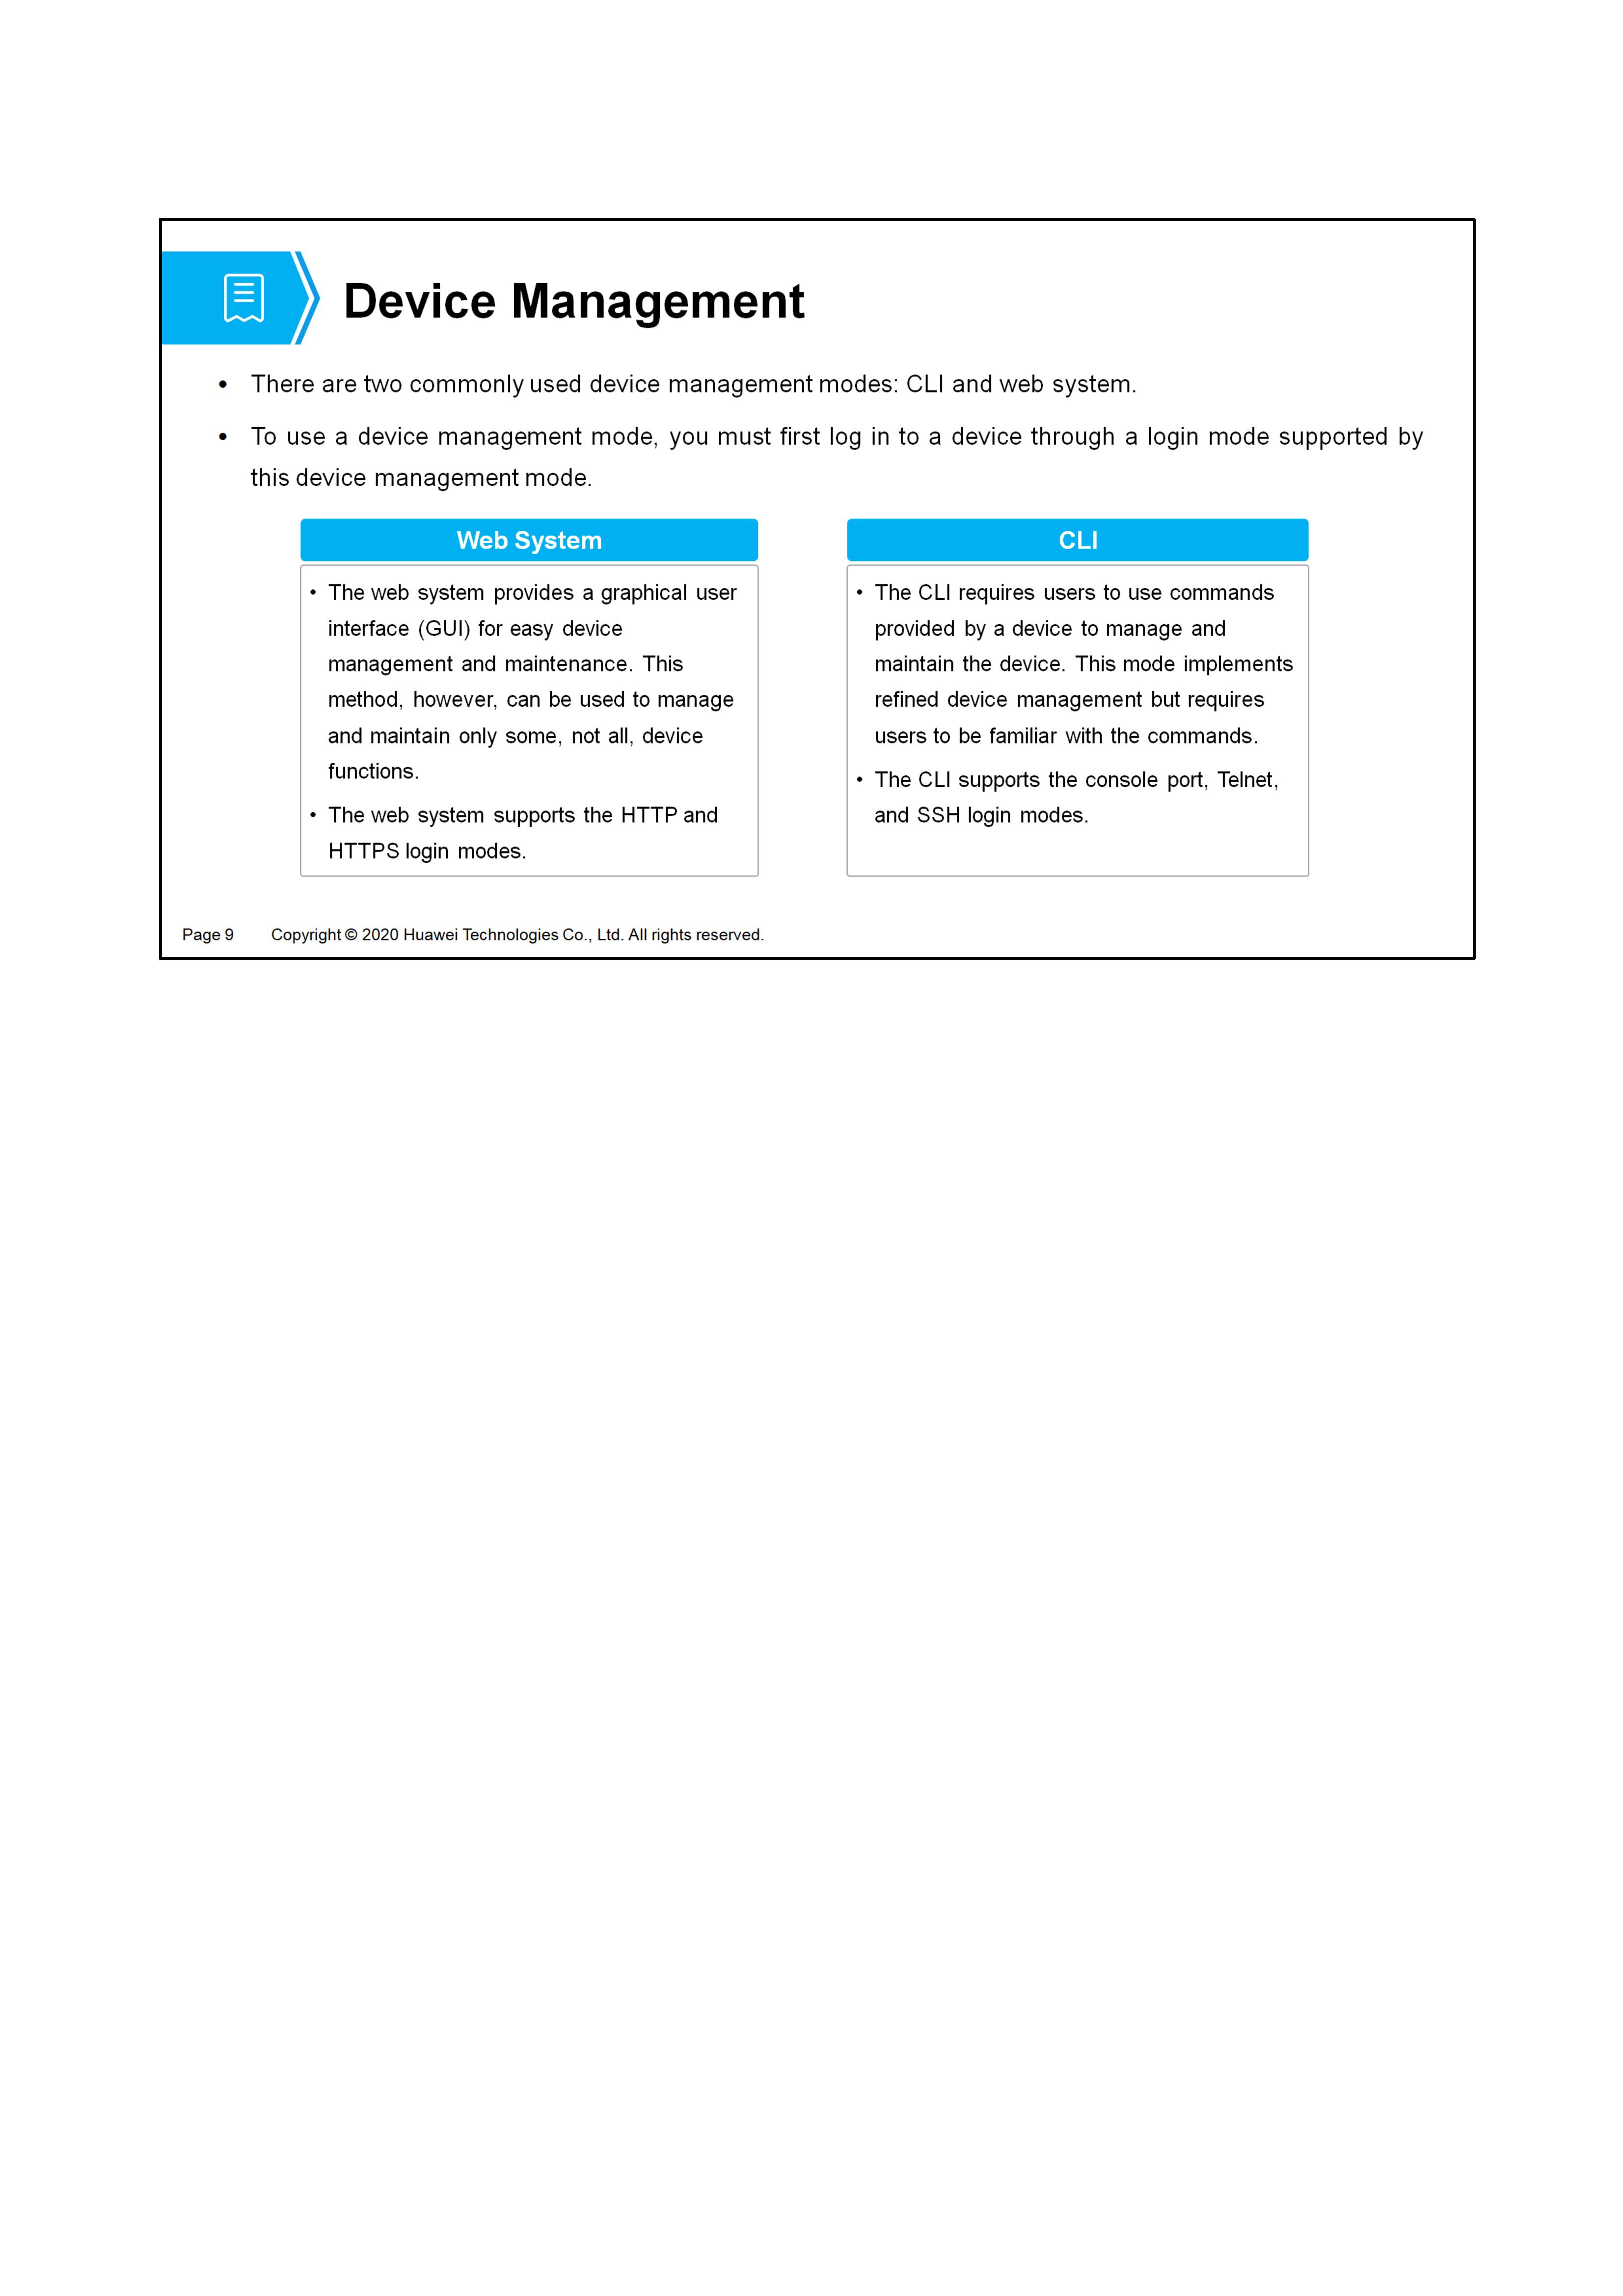 Device Management
• There are two commonly used device management modes: CLI and web system.
• To use a device management mode, you must first log in to a device through a login mode supported by
this device management mode.
Web System
• The web system provides a graphical user
interface (GUI) for easy device
management and maintenance. This
method, however, can be used to manage
and maintain only some, not all, device
functions.
• The web system supports the HTTP and
HTTPS login modes.
CLI
• The CLI requires users to use commands
provided by a device to manage and
maintain the device. This mode implements
refined device management but requires
users to be familiar with the commands.
• The CLI supports the console port, Telnet,
and SSH login modes.
Page 9 Copyright © 2020 Huawei Technologies Co., Ltd. All rights reserved.